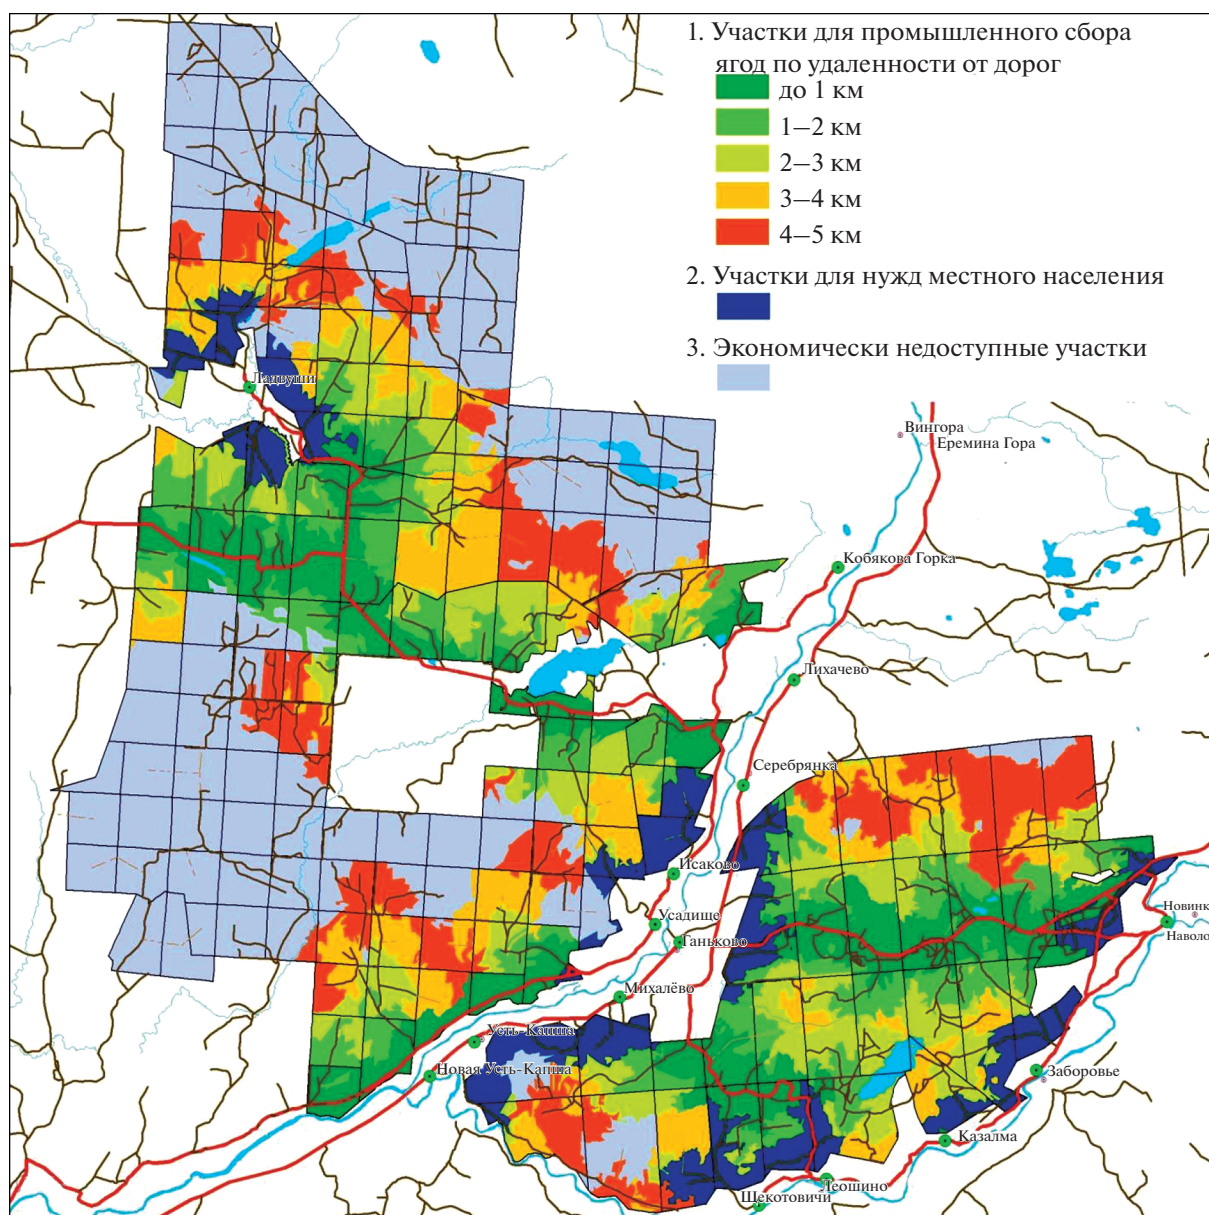 1. Участки для промышленного сбора
ягод по удаленности от дорог
до 1 км
1–2 км
2–3 км
3–4 км
4–5 км
2. Участки для нужд местного населения
3. Экономически недоступные участки
Ладвуши
Вингора
Еремина Гора
Кобякова Горка
Лихачево
Серебрянка
Исаково
Усадище
Ганьково
Новинк
Наволо
Михалёво
Усть-Капша
Новая Усть-Капша
Заборовье
Казалма
Леошино
Щекотовичи